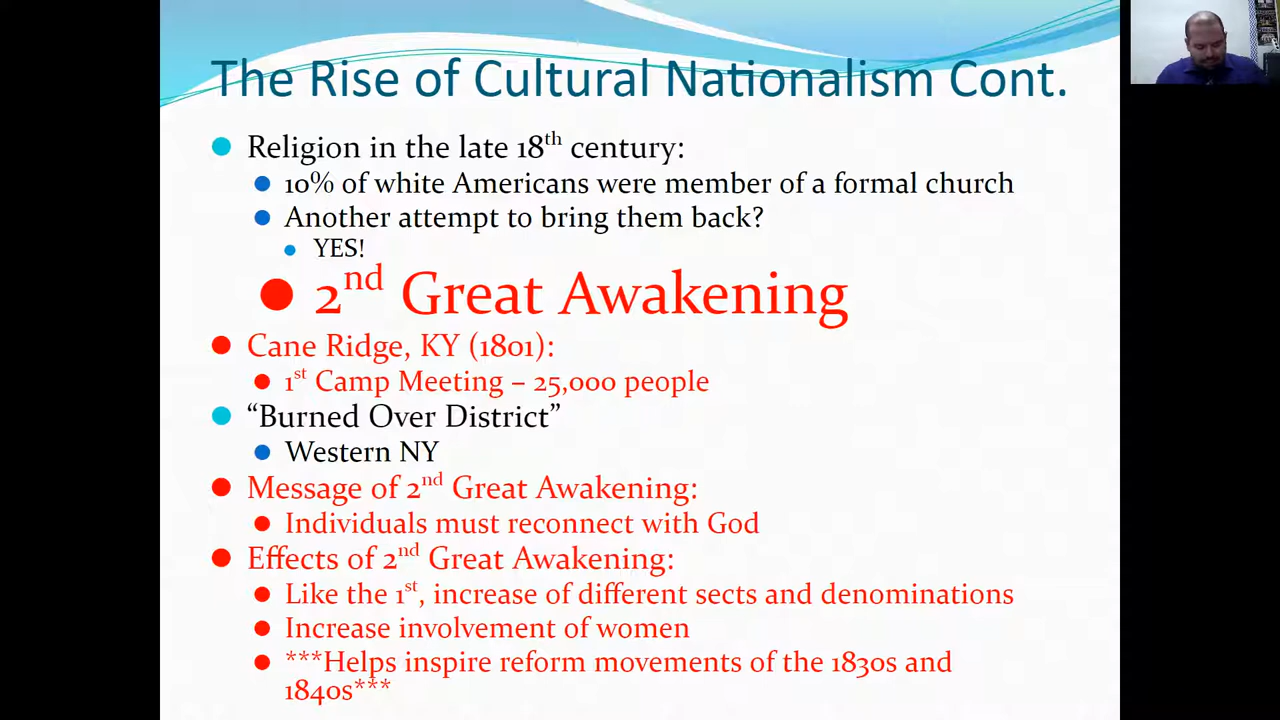 The Rise of Cultural Nationalism Cont.
Religion in the late 18th century:
10% of white Americans were member of a formal church
Another attempt to bring them back?
YES!
2nd Great Awakening
Cane Ridge, KY (1801):
1st Camp Meeting – 25,000 people
“Burned Over District”
Western NY
Message of 2nd Great Awakening:
Individuals must reconnect with God
Effects of 2nd Great Awakening:
Like the 1st, increase of different sects and denominations
Increase involvement of women
***Helps inspire reform movements of the 1830s and
1840s***